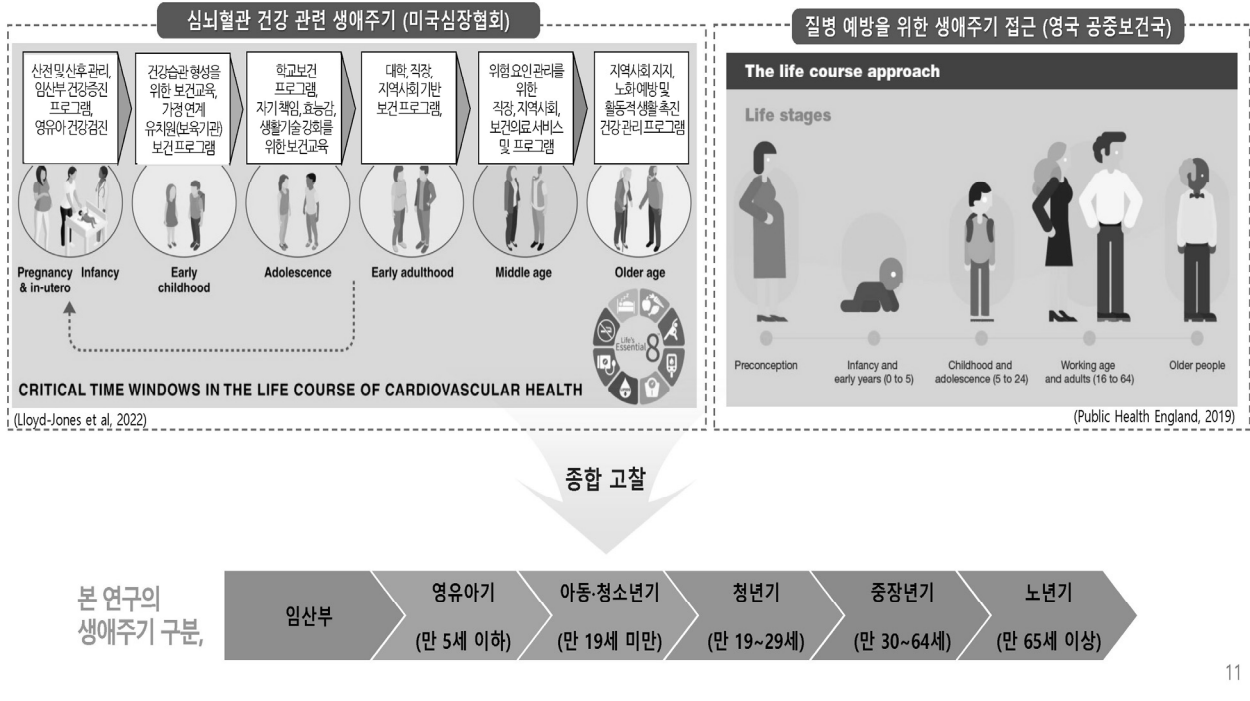 심뇌혈관 건강 관련 생애주기 (미국심장협회)
산전 및 산후 관리,
임산부 건강증진
프로그램,
영유아 건강검진
건강습관 형성을
위한 보건교육,
가정 연계
유치원(보육기관)
보건 프로그램
학교보건
프로그램,
자기 책임, 효능감,
생활기술 강회를
위한 보건교육
대학, 직장,
지역사회 기반
보건 프로그램,
위험 요인 관리를
위한
직장, 지역사회,
보건의료 서비스
및 프로그램
지역사회 지지,
노화 예방 및
활동적 생활 촉진
건강 관리 프로그램
Pregnancy
& in-utero
Infancy
Early
childhood
Adolescence
Early adulthood
Middle age
Older age
Life's
Essential 8
CRITICAL TIME WINDOWS IN THE LIFE COURSE OF CARDIOVASCULAR HEALTH
(Lloyd-Jones et al, 2022)
질병 예방을 위한 생애주기 접근 (영국 공중보건국)
The life course approach
Life stages
Preconception
Infancy and
early years (0 to 5)
Childhood and
adolescence (5 to 24)
Working age
and adults (16 to 64)
Older people
(Public Health England, 2019)
종합 고찰
본 연구의
생애주기 구분,
임산부
영유아기
(만 5세 이하)
아동·청소년기
(만 19세 미만)
청년기
(만 19~29세)
중장년기
(만 30~64세)
노년기
(만 65세 이상)
11